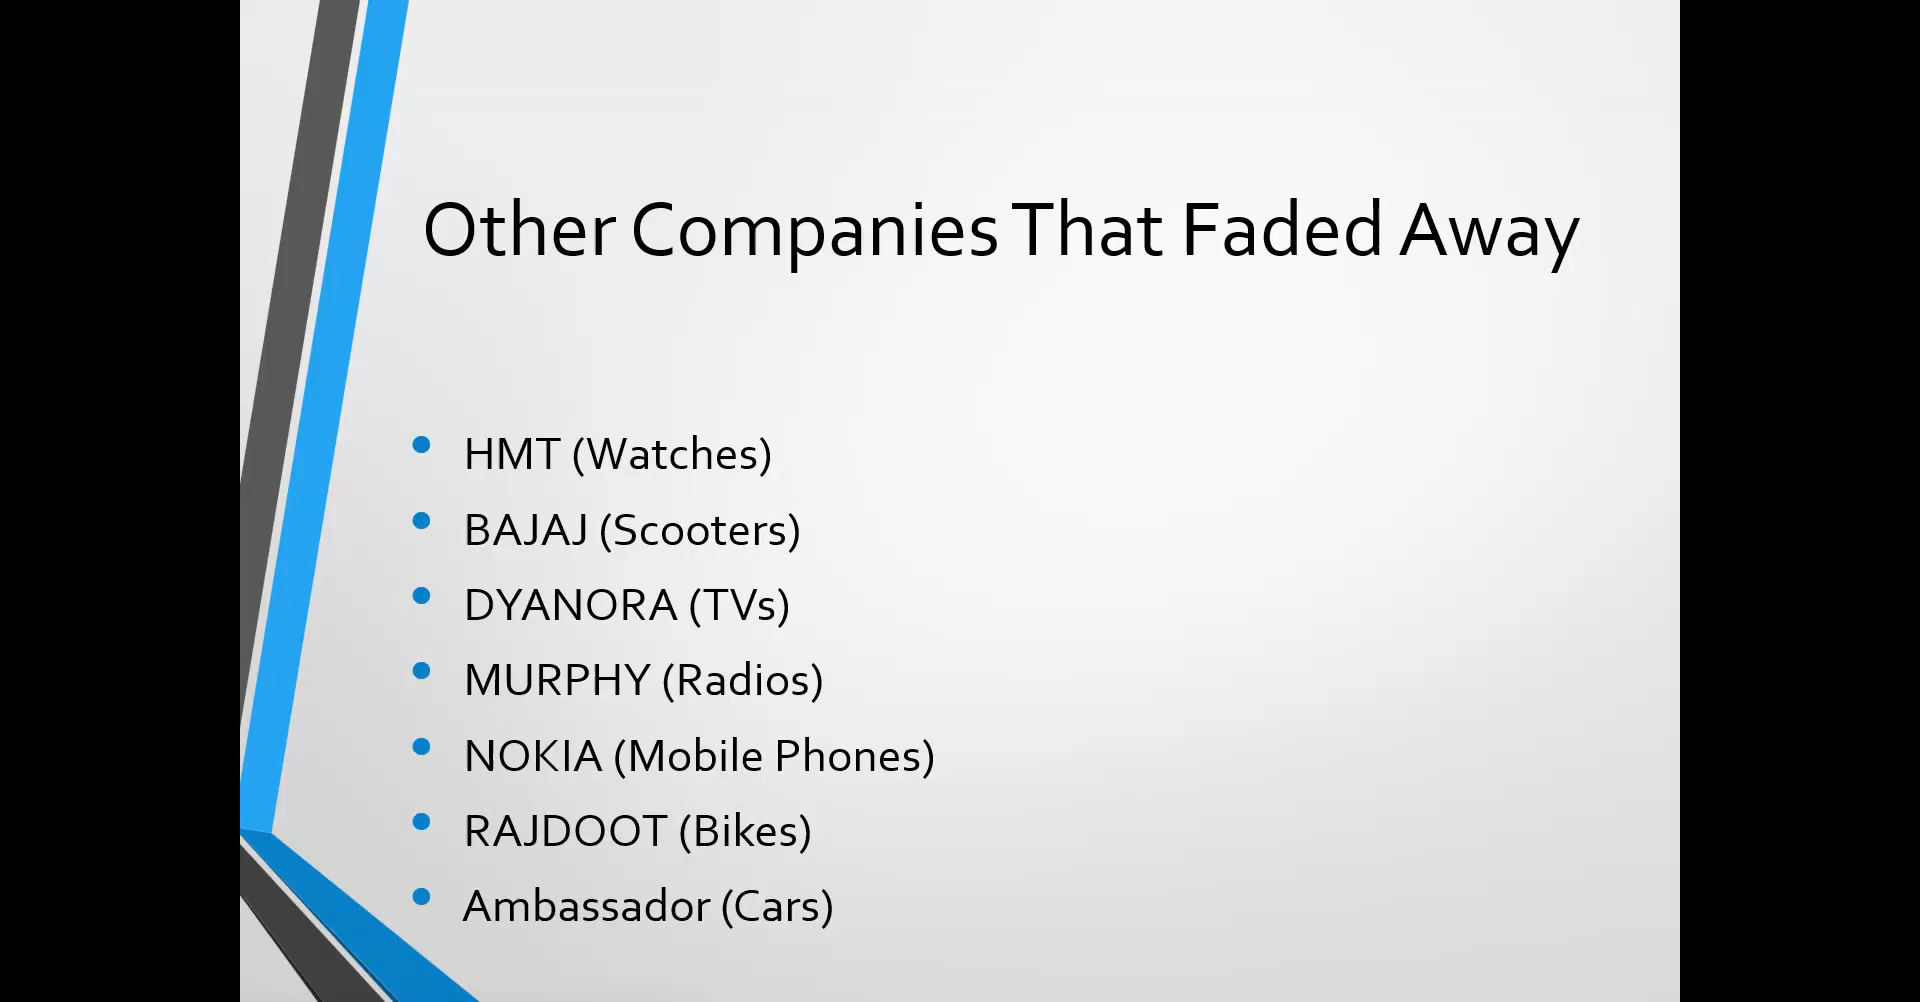 Other Companies That Faded Away
• HMT (Watches)
• BAJAJ (Scooters)
• DYANORA (TVs)
• MURPHY (Radios)
• NOKIA (Mobile Phones)
• RAJDOOT (Bikes)
• Ambassador (Cars)